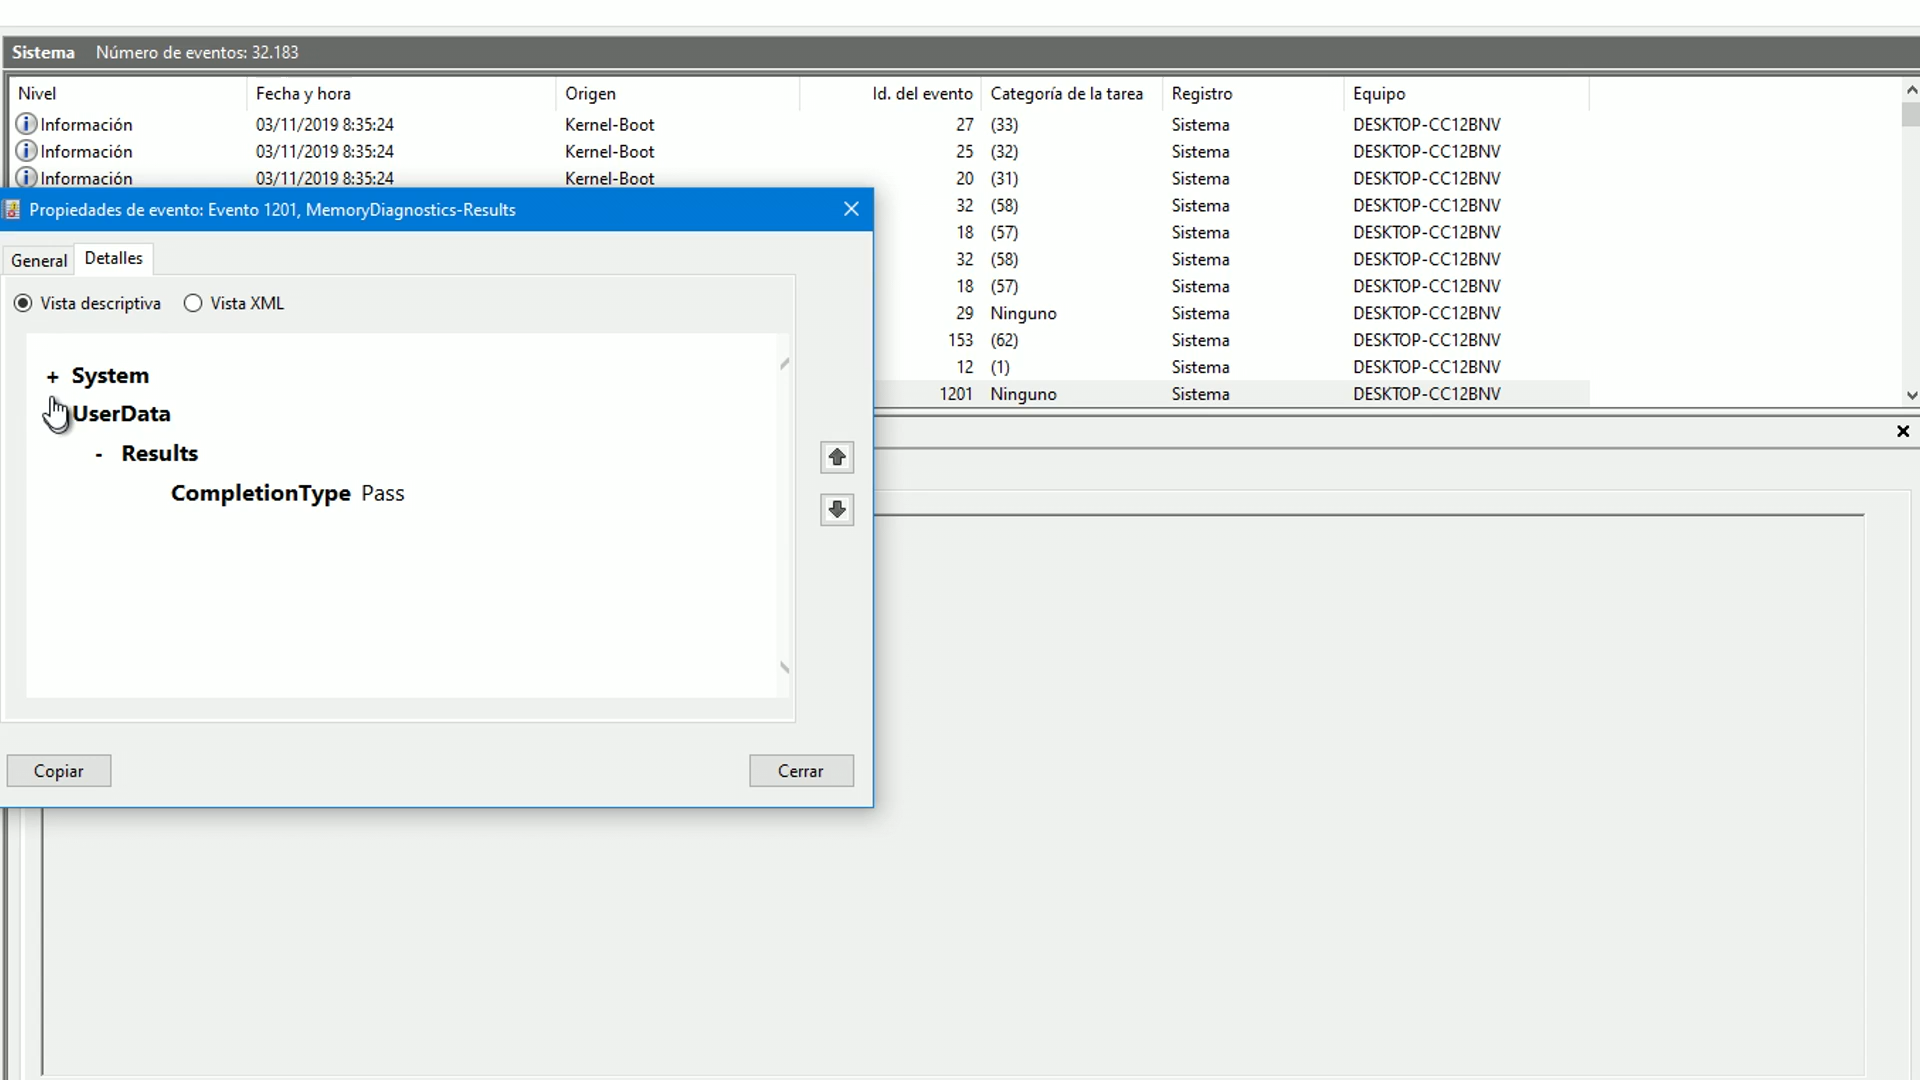 Sistema Número de eventos: 32.183
Nivel Fecha y hora Origen Id. del evento Categoría de la tarea Registro Equipo
Información 03/11/2019 8:35:24 Kernel-Boot 27 (33) Sistema DESKTOP-CC12BNV
Información 03/11/2019 8:35:24 Kernel-Boot 25 (32) Sistema DESKTOP-CC12BNV
Información 03/11/2019 8:35:24 Kernel-Boot 20 (31) Sistema DESKTOP-CC12BNV
32 (58) Sistema DESKTOP-CC12BNV
18 (57) Sistema DESKTOP-CC12BNV
32 (58) Sistema DESKTOP-CC12BNV
18 (57) Sistema DESKTOP-CC12BNV
29 Ninguno Sistema DESKTOP-CC12BNV
153 (62) Sistema DESKTOP-CC12BNV
12 (1) Sistema DESKTOP-CC12BNV
1201 Ninguno Sistema DESKTOP-CC12BNV
Propiedades de evento: Evento 1201, MemoryDiagnostics-Results
General Detalles
Vista descriptiva Vista XML
+ System
UserData
- Results
CompletionType Pass
Copiar Cerrar